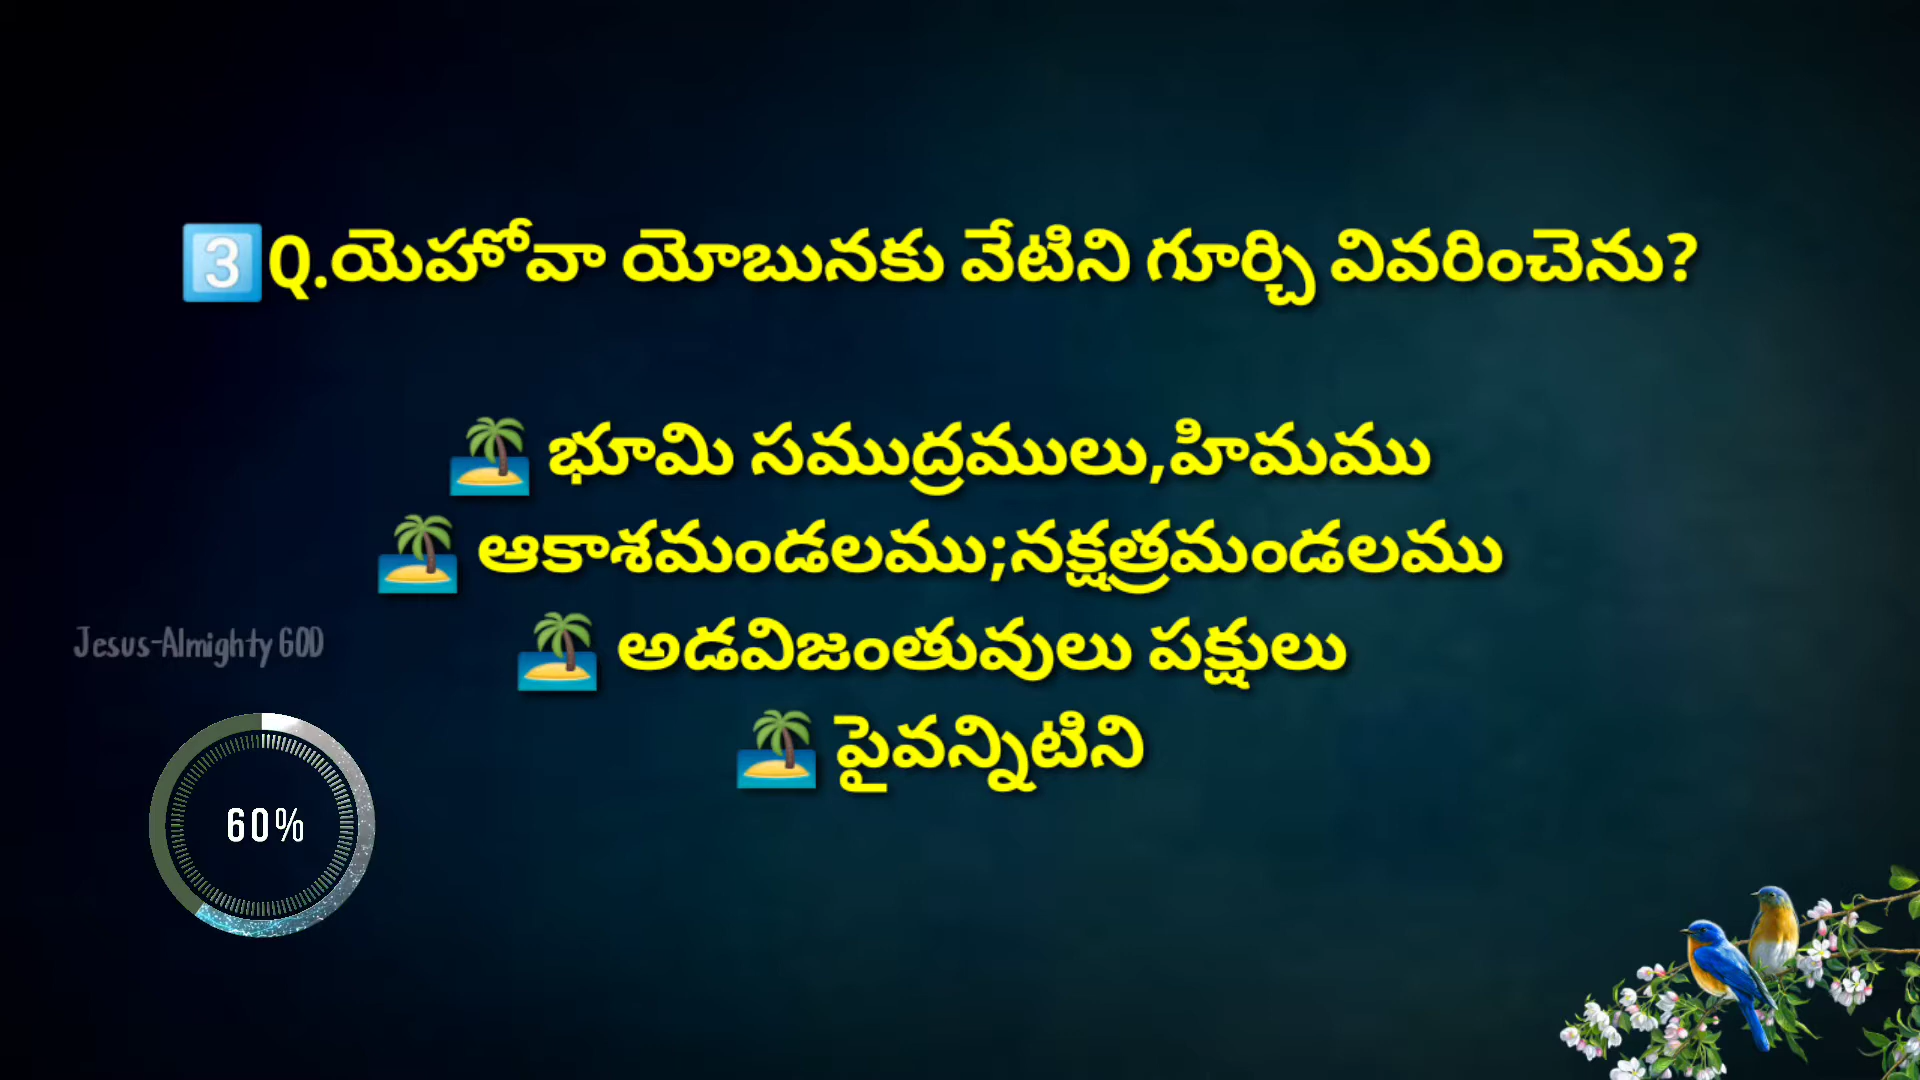 3️⃣Q.యెహోవా యోబునకు వేటిని గూర్చి వివరించెను?
🏝 భూమి సముద్రములు,హిమము
🏝 ఆకాశమండలము;నక్షత్రమండలము
🏝 అడవిజంతువులు పక్షులు
🏝 పైవన్నిటిని
Jesus-Almighty GOD
60%